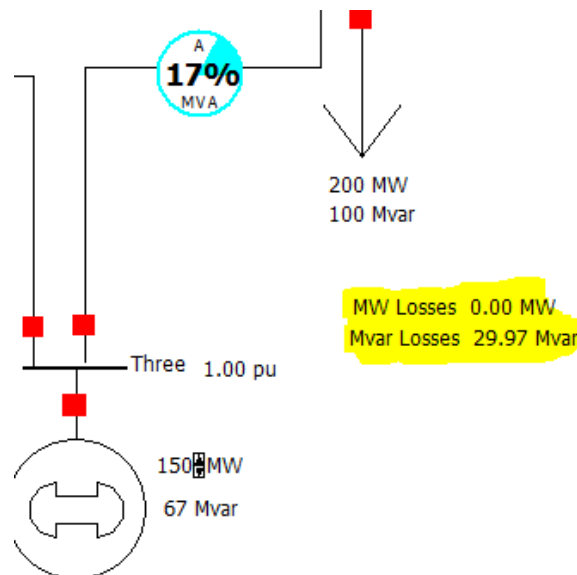 A
17%
MVA
200 MW
100 Mvar
MW Losses 0.00 MW
Mvar Losses 29.97 Mvar
Three 1.00 pu
150 MW
67 Mvar